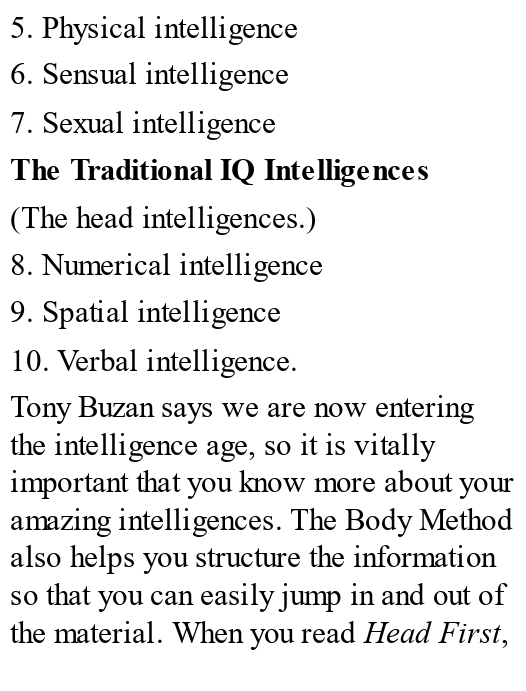 5. Physical intelligence
6. Sensual intelligence
7. Sexual intelligence
The Traditional IQ Intelligences
(The head intelligences.)
8. Numerical intelligence
9. Spatial intelligence
10. Verbal intelligence.
Tony Buzan says we are now entering
the intelligence age, so it is vitally
important that you know more about your
amazing intelligences. The Body Method
also helps you structure the information
so that you can easily jump in and out of
the material. When you read Head First,